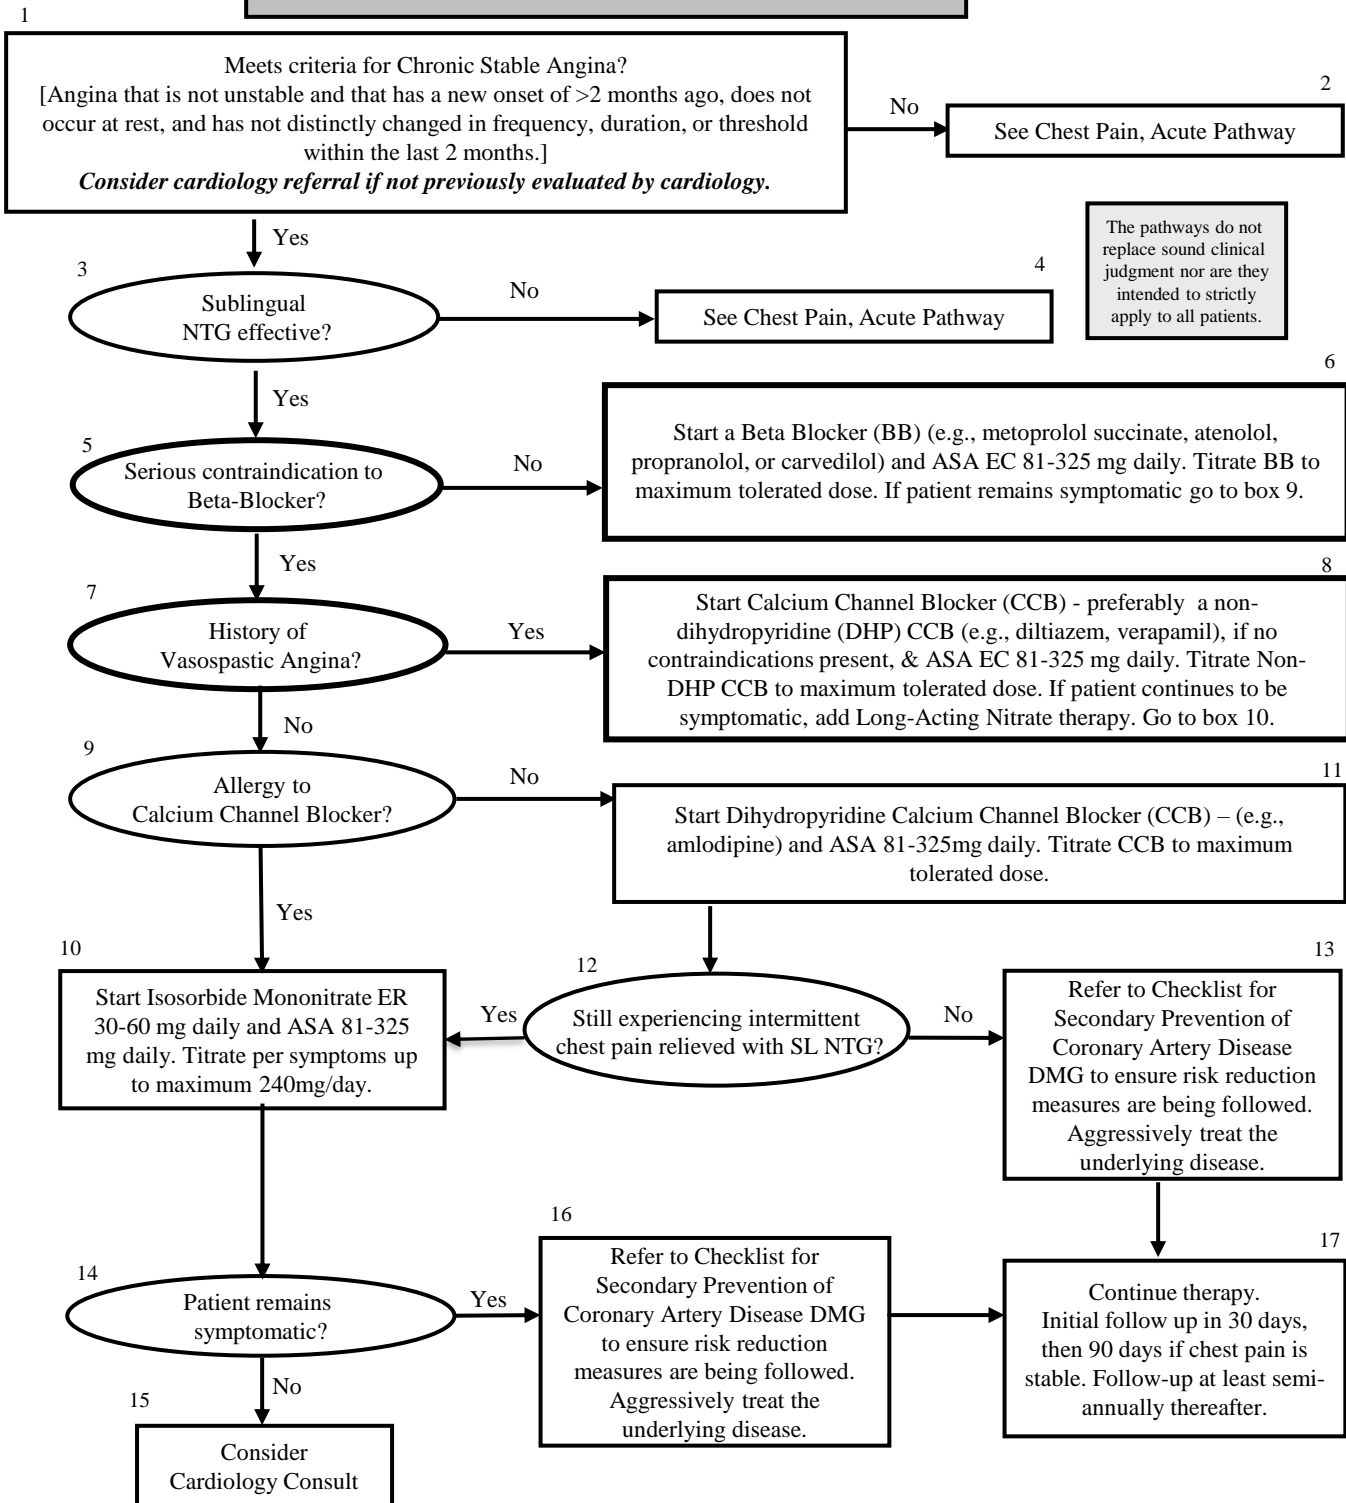 1
Meets criteria for Chronic Stable Angina?
[Angina that is not unstable and that has a new onset of >2 months ago, does not
occur at rest, and has not distinctly changed in frequency, duration, or threshold
within the last 2 months.]
Consider cardiology referral if not previously evaluated by cardiology.
No
2
See Chest Pain, Acute Pathway
Yes
The pathways do not
replace sound clinical
judgment nor are they
intended to strictly
apply to all patients.
3
Sublingual
NTG effective?
No
4
See Chest Pain, Acute Pathway
Yes
5
Serious contraindication to
Beta-Blocker?
No
6
Start a Beta Blocker (BB) (e.g., metoprolol succinate, atenolol,
propranolol, or carvedilol) and ASA EC 81-325 mg daily. Titrate BB to
maximum tolerated dose. If patient remains symptomatic go to box 9.
Yes
7
History of
Vasospastic Angina?
Yes
8
Start Calcium Channel Blocker (CCB) - preferably a non-
dihydropyridine (DHP) CCB (e.g., diltiazem, verapamil), if no
contraindications present, & ASA EC 81-325 mg daily. Titrate Non-
DHP CCB to maximum tolerated dose. If patient continues to be
symptomatic, add Long-Acting Nitrate therapy. Go to box 10.
No
9
Allergy to
Calcium Channel Blocker?
No
11
Start Dihydropyridine Calcium Channel Blocker (CCB) – (e.g.,
amlodipine) and ASA 81-325mg daily. Titrate CCB to maximum
tolerated dose.
Yes
10
Start Isosorbide Mononitrate ER
30-60 mg daily and ASA 81-325
mg daily. Titrate per symptoms up
to maximum 240mg/day.
Yes
12
Still experiencing intermittent
chest pain relieved with SL NTG?
No
13
Refer to Checklist for
Secondary Prevention of
Coronary Artery Disease
DMG to ensure risk reduction
measures are being followed.
Aggressively treat the
underlying disease.
14
Patient remains
symptomatic?
Yes
16
Refer to Checklist for
Secondary Prevention of
Coronary Artery Disease DMG
to ensure risk reduction
measures are being followed.
Aggressively treat the
underlying disease.
17
Continue therapy.
Initial follow up in 30 days,
then 90 days if chest pain is
stable. Follow-up at least semi-
annually thereafter.
No
15
Consider
Cardiology Consult